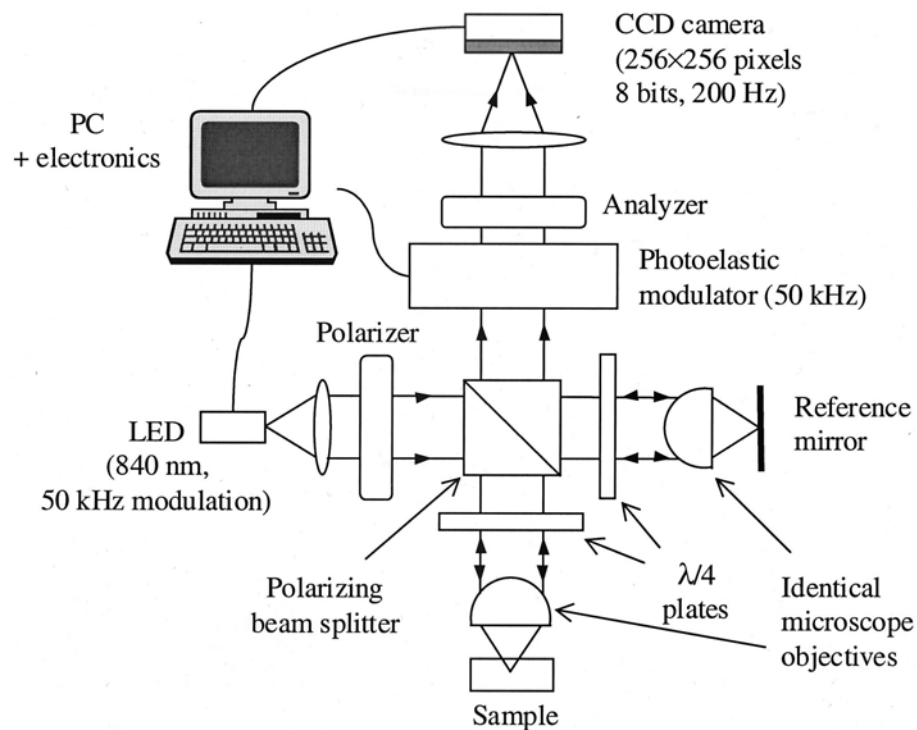 CCD camera
(256×256 pixels
8 bits, 200 Hz)
PC
+ electronics
Analyzer
Photoelastic
modulator (50 kHz)
Polarizer
LED
(840 nm,
50 kHz modulation)
Reference
mirror
Polarizing
beam splitter
λ/4
plates
Identical
microscope
objectives
Sample